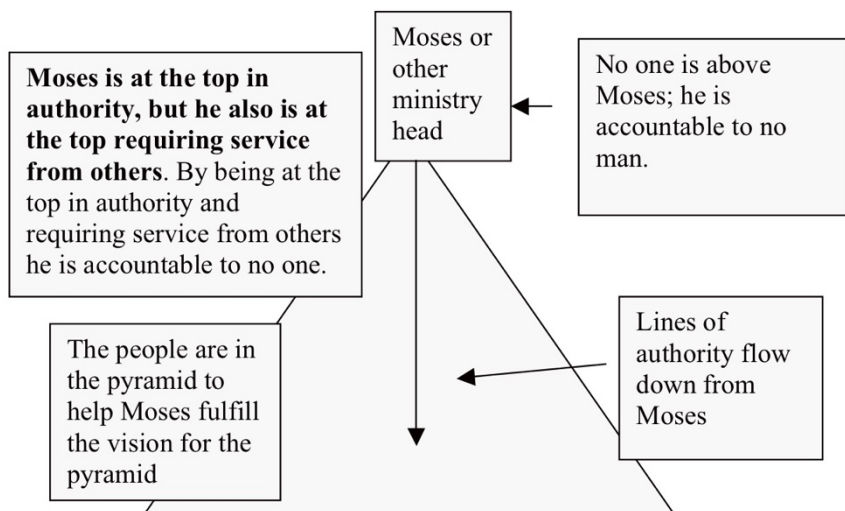 Moses is at the top in
authority, but he also is at
the top requiring service
from others. By being at the
top in authority and
requiring service from others
he is accountable to no one.
Moses or
other
ministry
head
No one is above
Moses; he is
accountable to no
man.
The people are in
the pyramid to
help Moses fulfill
the vision for the
pyramid
Lines of
authority flow
down from
Moses